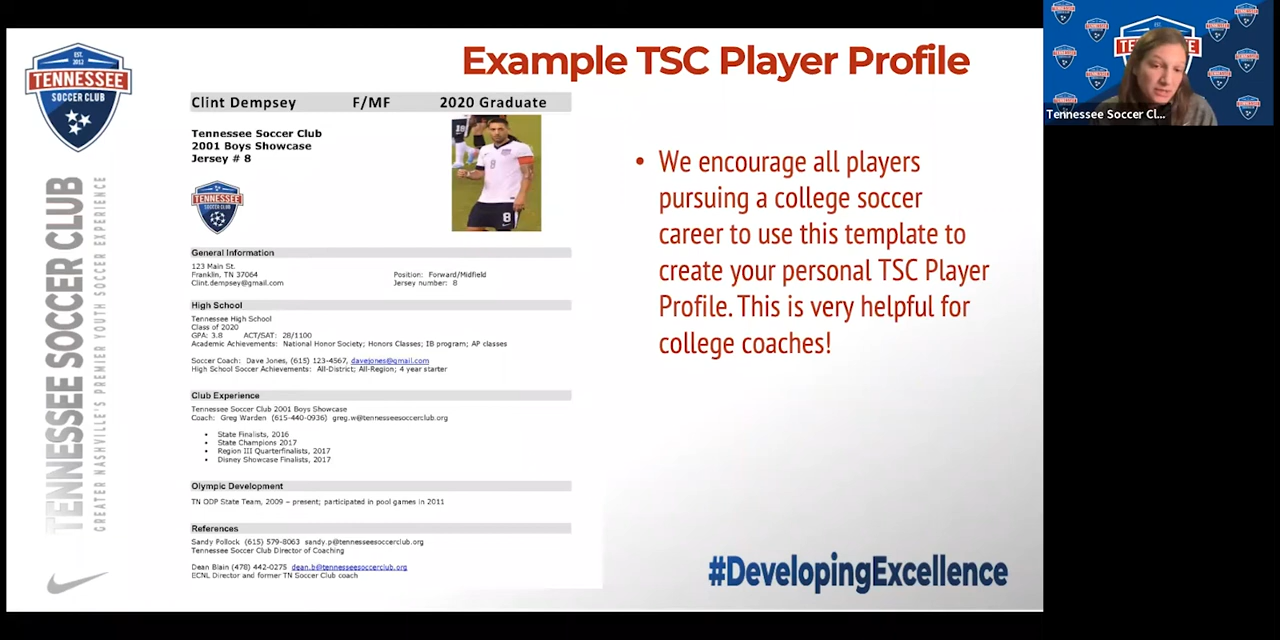 EST.
2012
TENNESSEE
SOCCER CLUB
TENNESSEE SOCCER CLUB
GREATER NASHVILLE'S PREMIER YOUTH SOCCER EXPERIENCE
Example TSC Player Profile
Clint Dempsey F/MF 2020 Graduate
Tennessee Soccer Club
2001 Boys Showcase
Jersey # 8
TENNESSEE
SOCCER CLUB
8
8
General Information
123 Main St.
Franklin, TN 37064 Position: Forward/Midfield
Clint.dempsey@gmail.com Jersey number: 8
High School
Tennessee High School
Class of 2020
GPA: 3.8 ACT/SAT: 28/1100
Academic Achievements: National Honor Society; Honors Classes; IB program; AP classes
Soccer Coach: Dave Jones, (615) 123-4567, davejones@gmail.com
High School Soccer Achievements: All-District; All-Region; 4 year starter
Club Experience
Tennessee Soccer Club 2001 Boys Showcase
Coach: Greg Warden (615-440-0936) greg.w@tennesseesoccerclub.org
• State Finalists, 2016
• State Champions 2017
• Region III Quarterfinalists, 2017
• Disney Showcase Finalists, 2017
Olympic Development
TN ODP State Team, 2009 – present; participated in pool games in 2011
References
Sandy Pollock (615) 579-8063 sandy.p@tennesseesoccerclub.org
Tennessee Soccer Club Director of Coaching
Dean Blain (478) 442-0275 dean.b@tennesseesoccerclub.org
ECNL Director and former TN Soccer Club coach
• We encourage all players
pursuing a college soccer
career to use this template to
create your personal TSC Player
Profile. This is very helpful for
college coaches!
#DevelopingExcellence
TENNESSEE
Tennessee Soccer Cl...